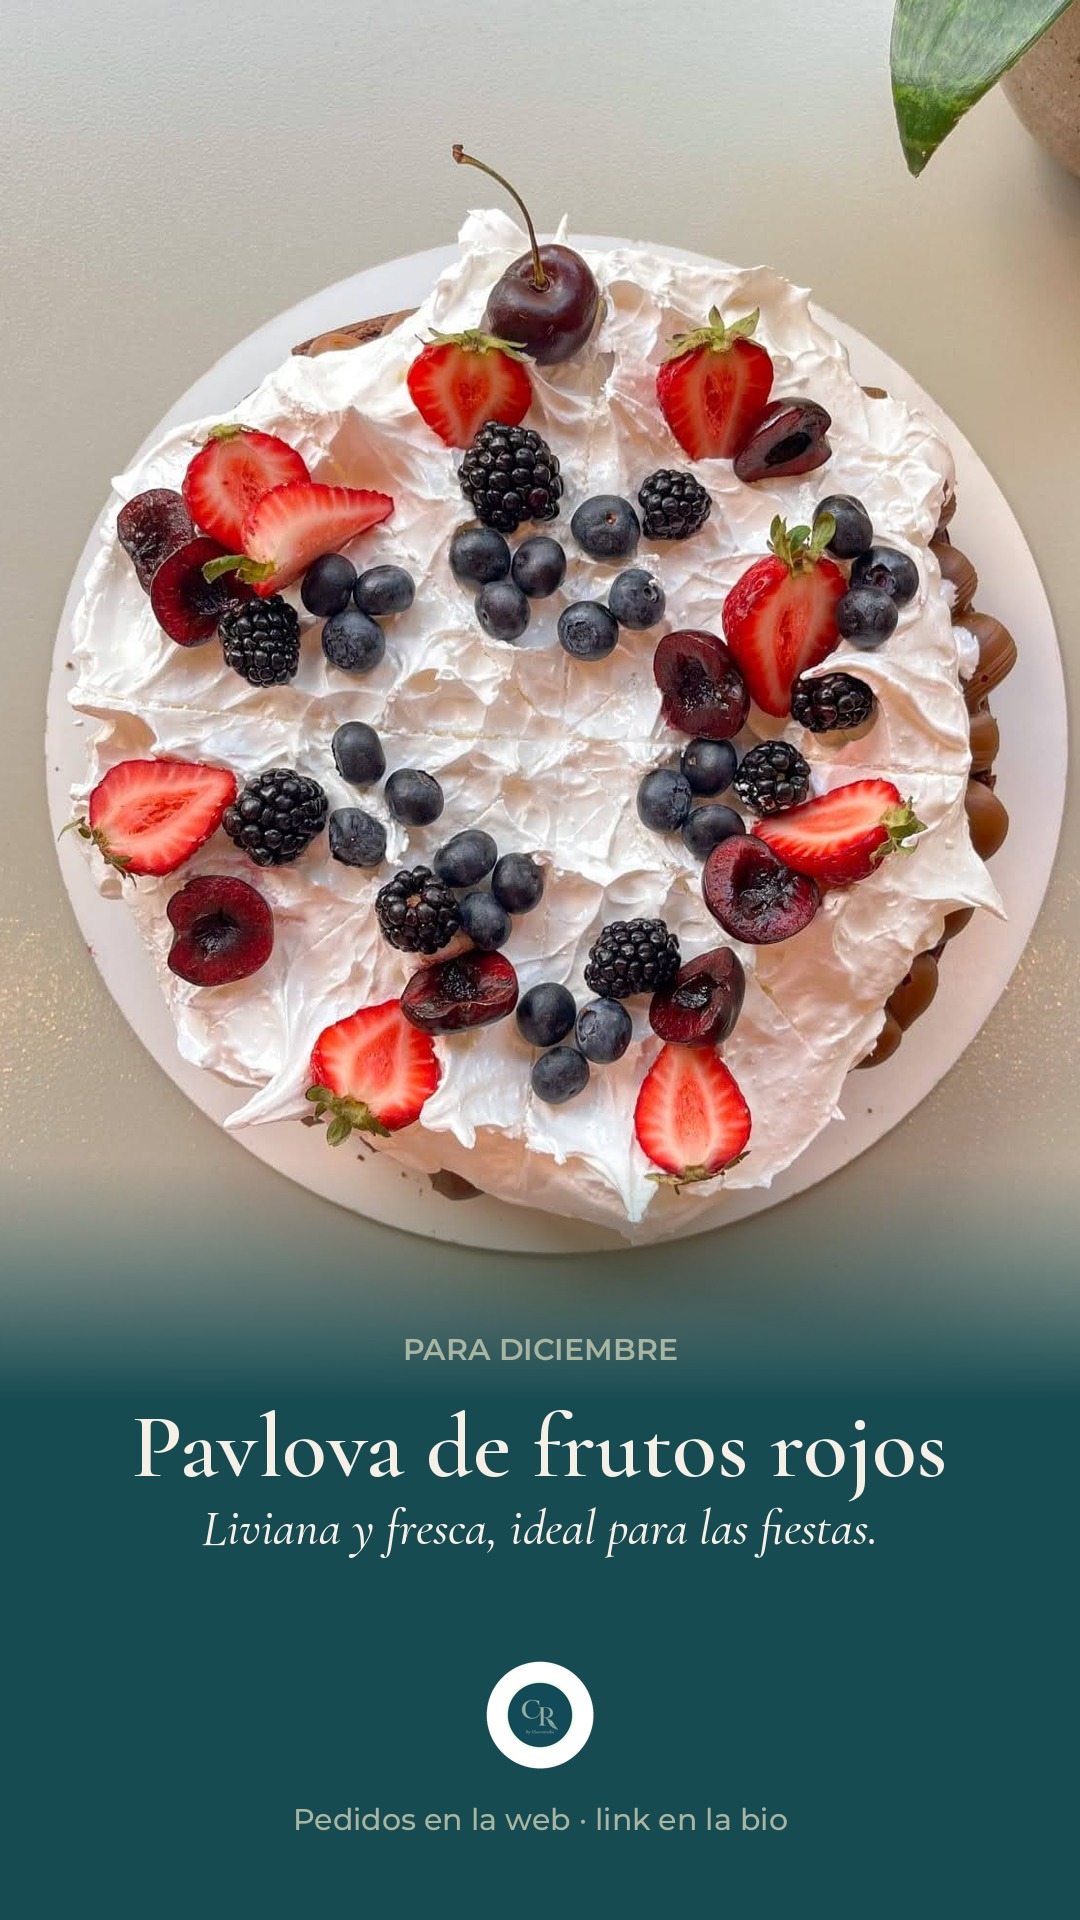 PARA DICIEMBRE
Pavlova de frutos rojos
Liviana y fresca, ideal para las fiestas.
CR
Pedidos en la web · link en la bio